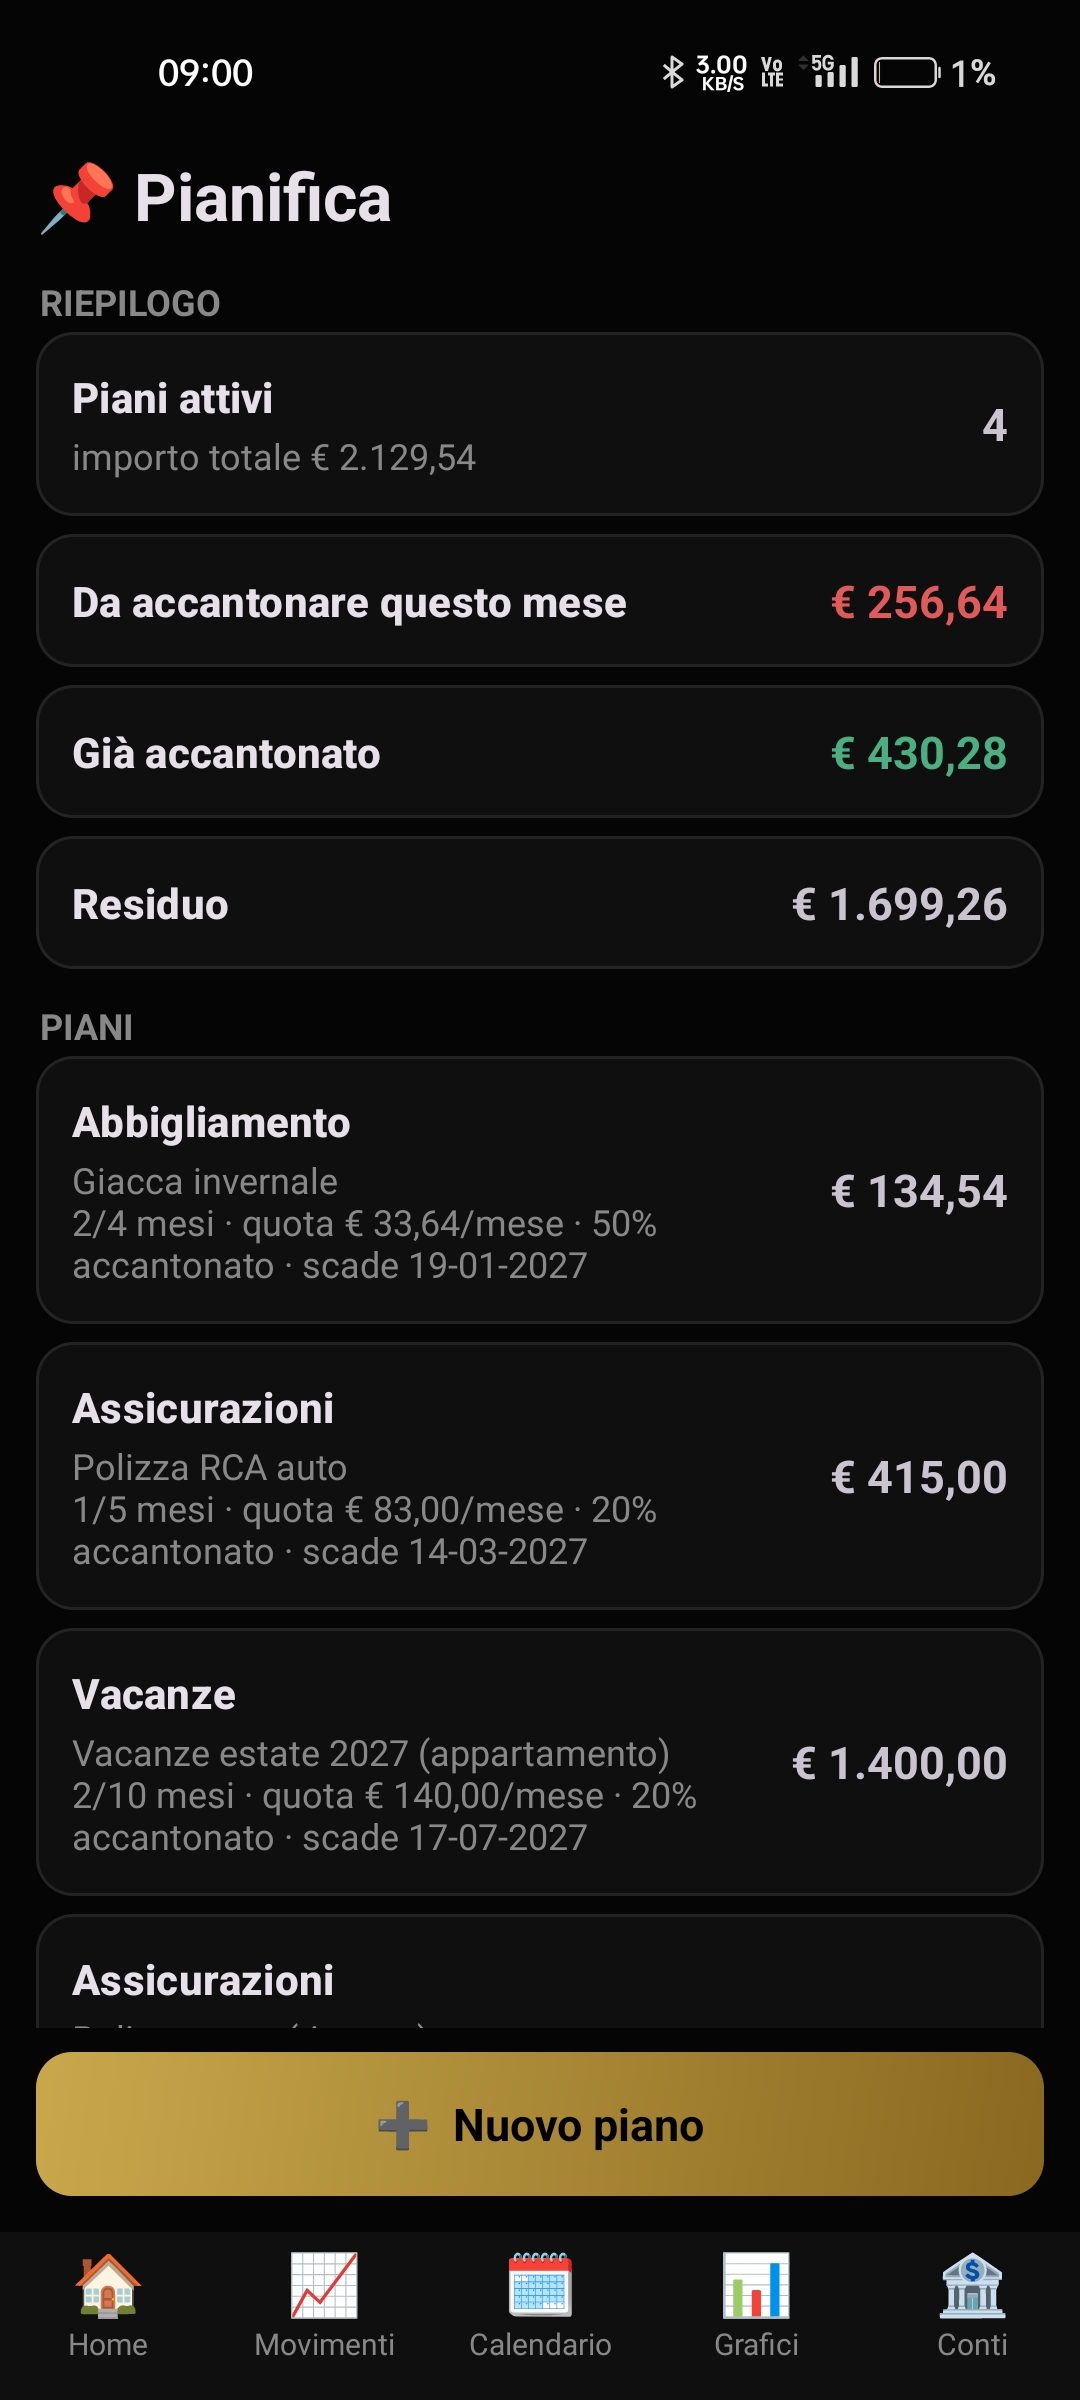 09:00
3.00 KB/S
Vo LTE
5G
1%
Pianifica
RIEPILOGO
Piani attivi
importo totale € 2.129,54
4
Da accantonare questo mese
€ 256,64
Già accantonato
€ 430,28
Residuo
€ 1.699,26
PIANI
Abbigliamento
Giacca invernale
2/4 mesi · quota € 33,64/mese · 50%
accantonato · scade 19-01-2027
€ 134,54
Assicurazioni
Polizza RCA auto
1/5 mesi · quota € 83,00/mese · 20%
accantonato · scade 14-03-2027
€ 415,00
Vacanze
Vacanze estate 2027 (appartamento)
2/10 mesi · quota € 140,00/mese · 20%
accantonato · scade 17-07-2027
€ 1.400,00
Assicurazioni
Nuovo piano
Home
Movimenti
Calendario
Grafici
Conti